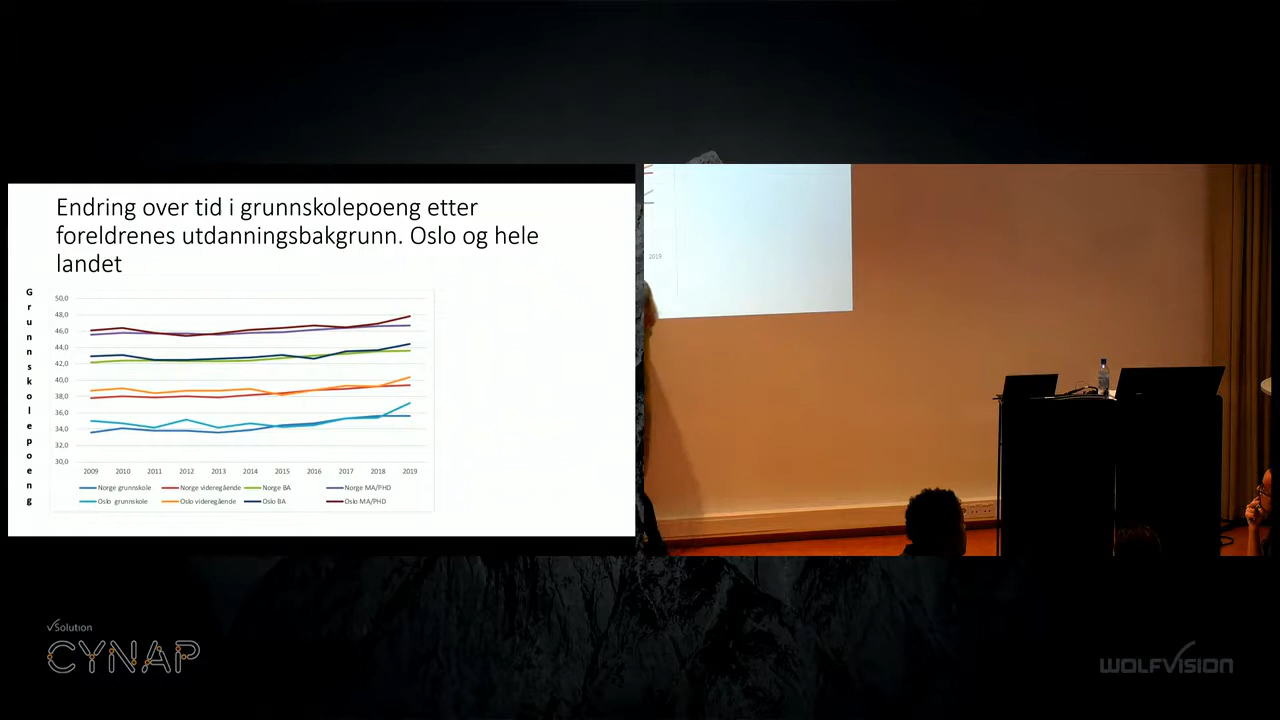 Endring over tid i grunnskolepoeng etter
foreldrenes utdanningsbakgrunn. Oslo og hele
landet
G
r
u
n
n
s
k
o
l
e
p
o
e
n
g
50,0
48,0
46,0
44,0
42,0
40,0
38,0
36,0
34,0
32,0
30,0
2009 2010 2011 2012 2013 2014 2015 2016 2017 2018 2019
Norge grunnskole Norge videregående Norge BA Norge MA/PHD
Oslo grunnskole Oslo videregående Oslo BA Oslo MA/PHD
2019
vSolution
CYNAP
WOLFVISION